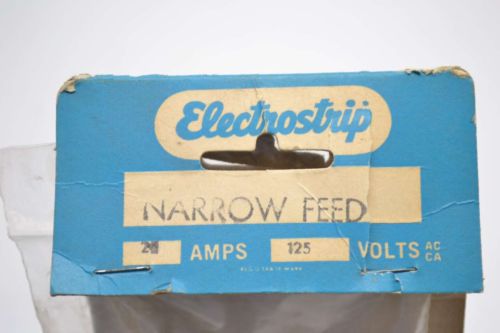 Electrostrip
NARROW FEED
AMPS 125 VOLTS AC
CA